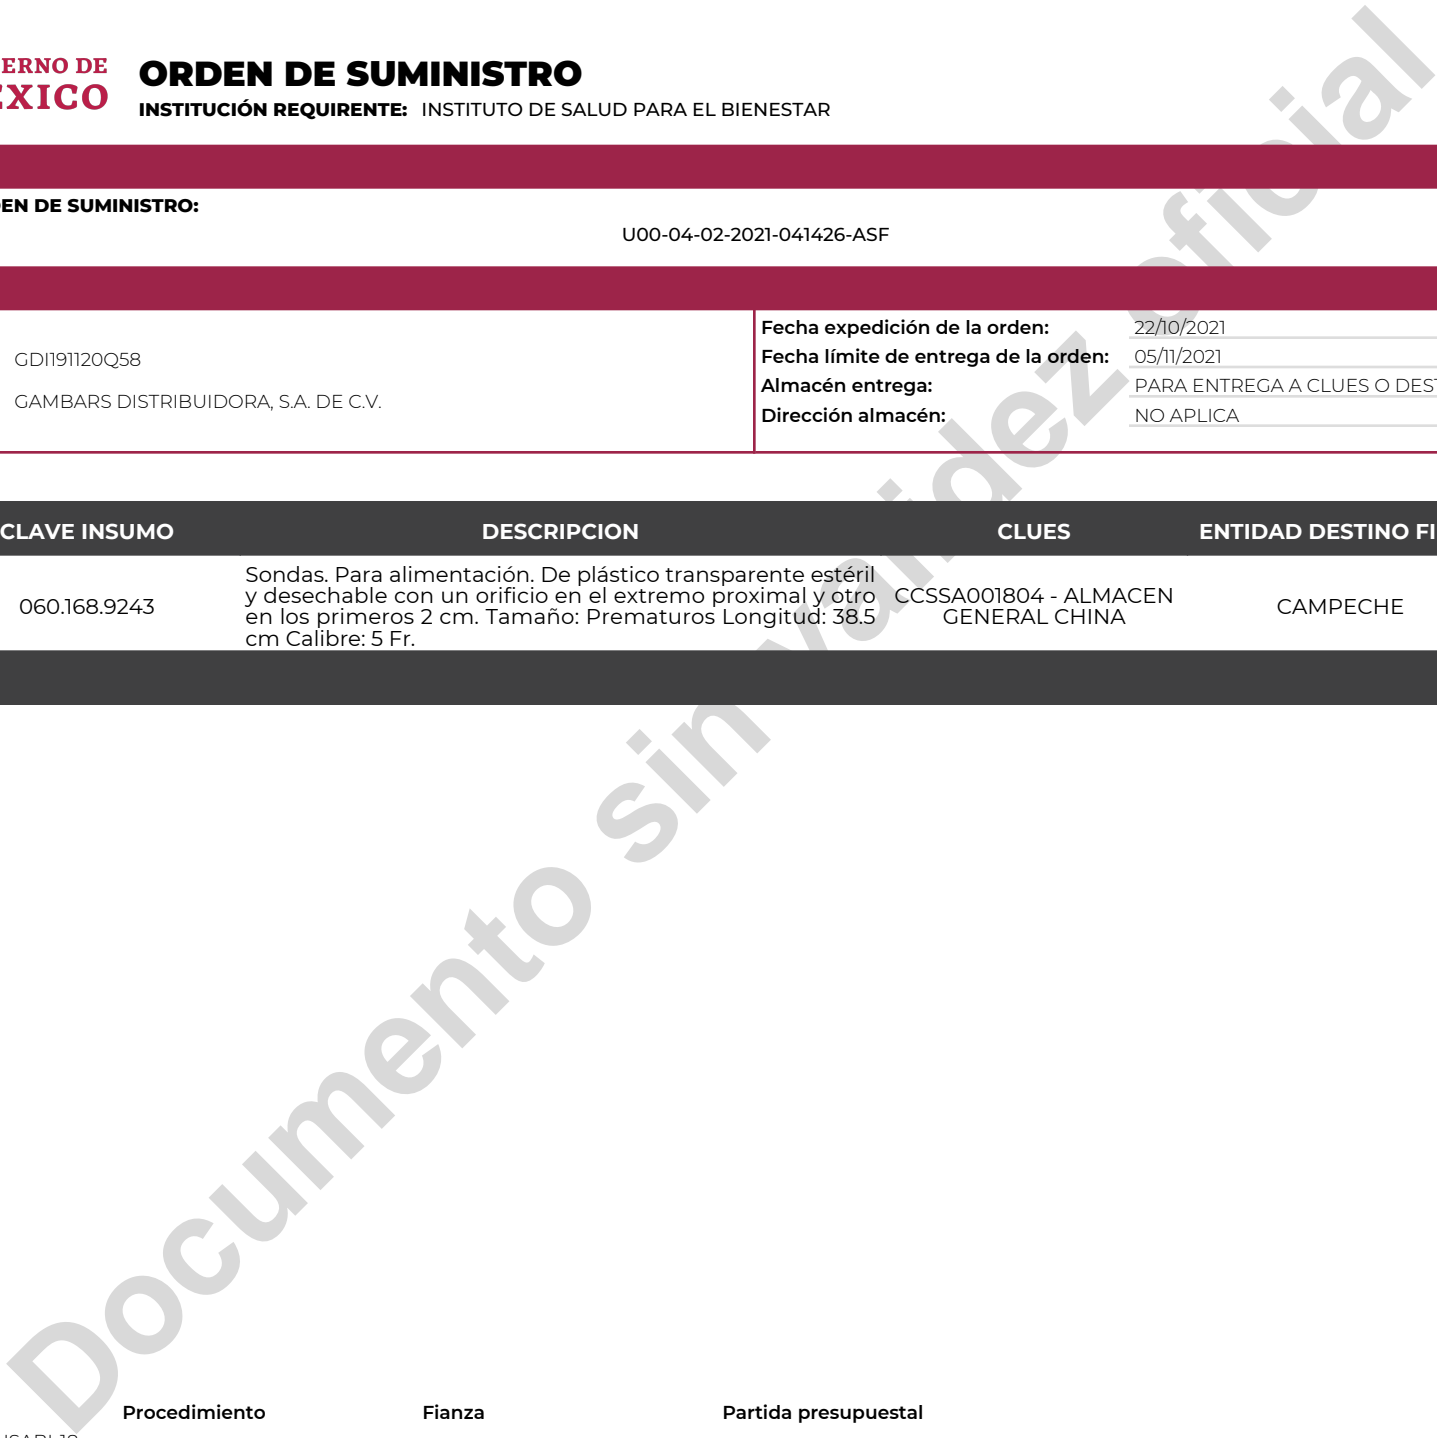 ERNO DE
EXICO
ORDEN DE SUMINISTRO
INSTITUCIÓN REQUIRENTE: INSTITUTO DE SALUD PARA EL BIENESTAR
EN DE SUMINISTRO:
U00-04-02-2021-041426-ASF
GDI191120Q58
GAMBARS DISTRIBUIDORA, S.A. DE C.V.
Fecha expedición de la orden: 22/10/2021
Fecha límite de entrega de la orden: 05/11/2021
Almacén entrega: PARA ENTREGA A CLUES O DEST
Dirección almacén: NO APLICA
CLAVE INSUMO DESCRIPCION CLUES ENTIDAD DESTINO FI
060.168.9243
Sondas. Para alimentación. De plástico transparente estéril
y desechable con un orificio en el extremo proximal y otro
en los primeros 2 cm. Tamaño: Prematuros Longitud: 38.5
cm Calibre: 5 Fr.
CCSSA001804 - ALMACEN
GENERAL CHINA
CAMPECHE
Documento sin validez oficial
Procedimiento Fianza Partida presupuestal